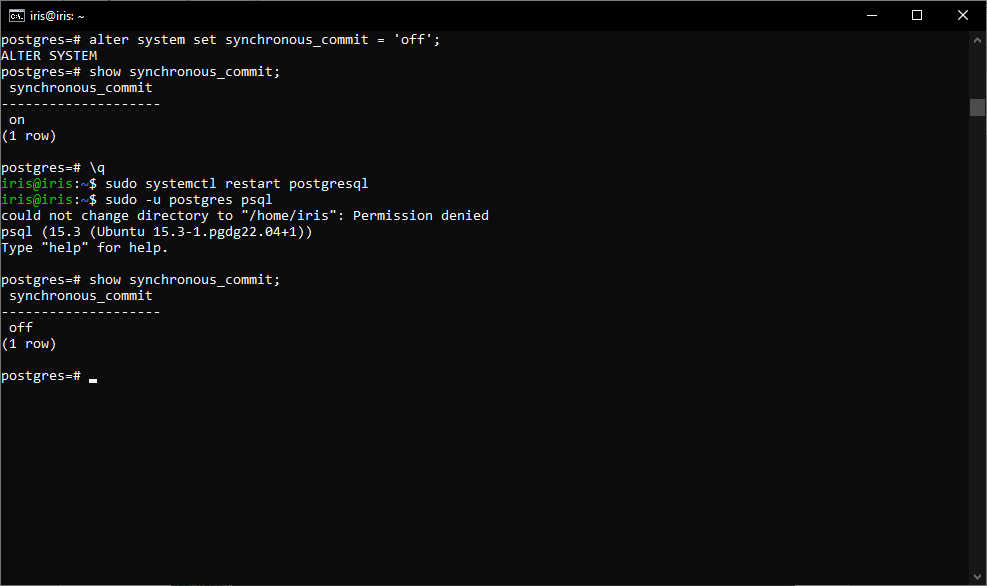 iris@iris: ~
postgres=# alter system set synchronous_commit = 'off';
ALTER SYSTEM
postgres=# show synchronous_commit;
 synchronous_commit
--------------------
 on
(1 row)

postgres=# \q
iris@iris:~$ sudo systemctl restart postgresql
iris@iris:~$ sudo -u postgres psql
could not change directory to "/home/iris": Permission denied
psql (15.3 (Ubuntu 15.3-1.pgdg22.04+1))
Type "help" for help.

postgres=# show synchronous_commit;
 synchronous_commit
--------------------
 off
(1 row)

postgres=#